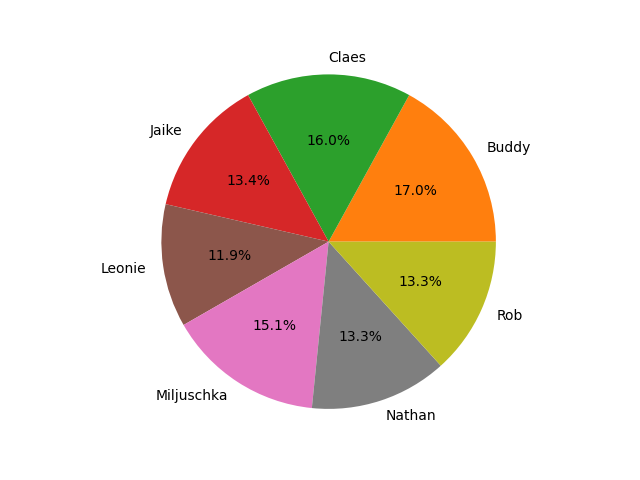 Claes
Jaike
Buddy
16.0%
13.4%
17.0%
11.9%
Leonie
13.3%
Rob
15.1%
13.3%
Miljuschka
Nathan